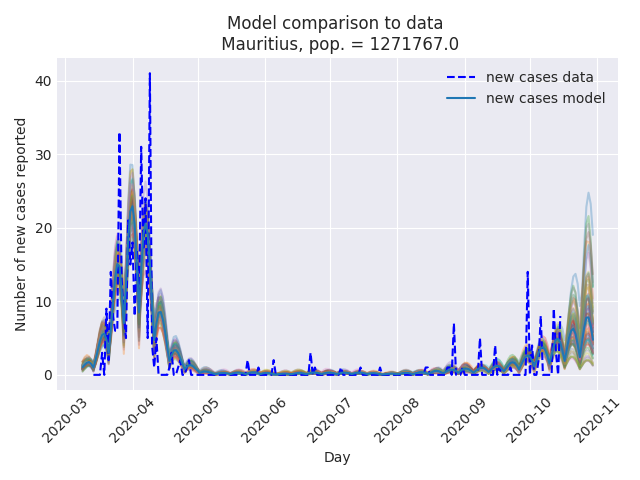 Model comparison to data
Mauritius, pop. = 1271767.0
new cases data
new cases model
Number of new cases reported
40
30
20
10
0
2020-03
2020-04
2020-05
2020-06
2020-07
2020-08
2020-09
2020-10
2020-11
Day